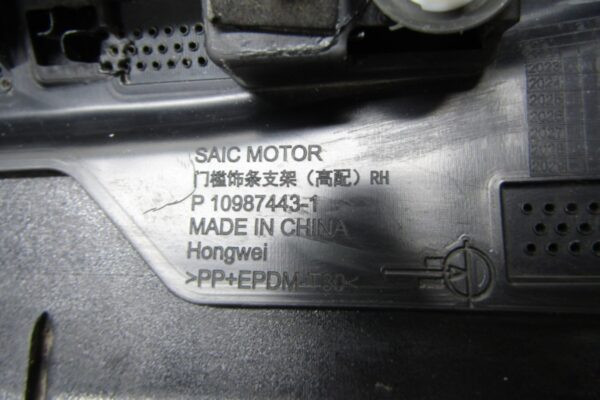 SAIC MOTOR
门槛饰条支架（高配）RH
P 10987443-1
MADE IN CHINA
Hongwei
>PP+EPDM-T30<